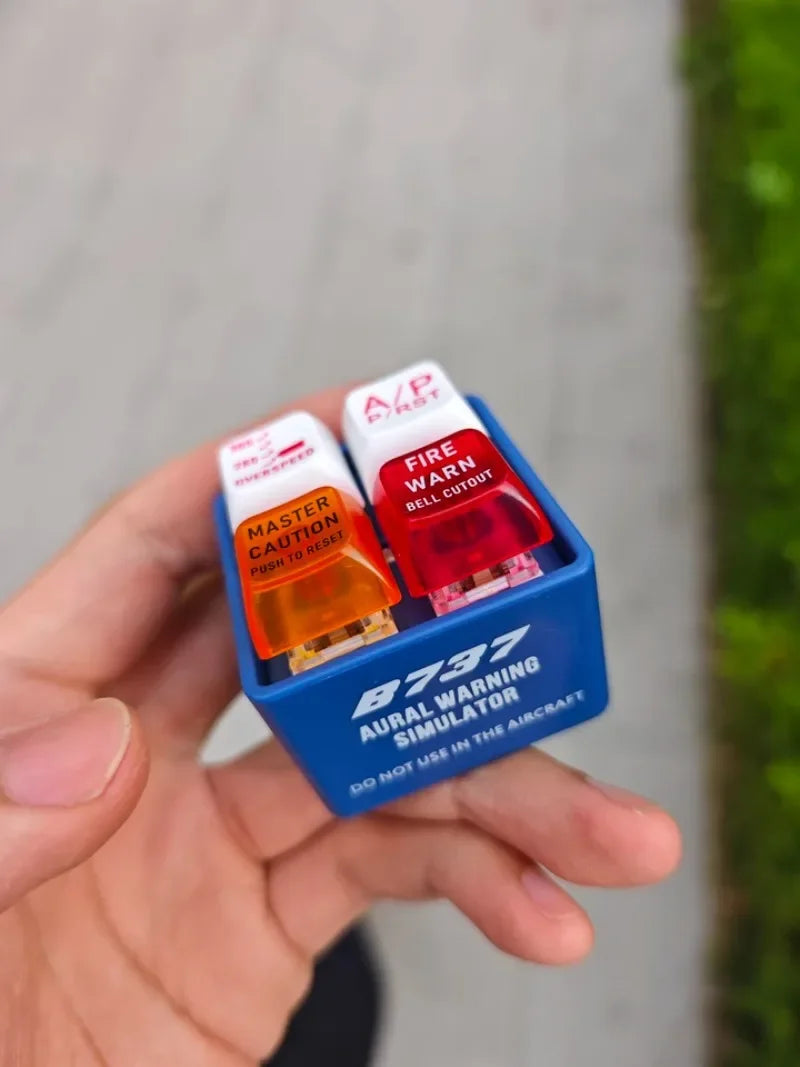 OVERSPEED
A/P
P/RST
MASTER
CAUTION
PUSH TO RESET
FIRE
WARN
BELL CUTOUT
B737
AURAL WARNING
SIMULATOR
DO NOT USE IN THE AIRCRAFT